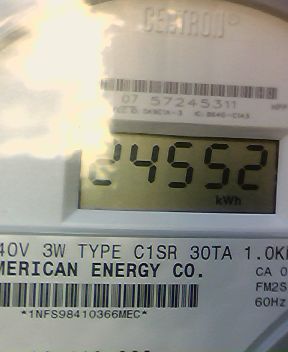 CELTRON
07 57245311
24552
kWh
40V 3W TYPE C1SR 30TA 1.0K
MERICAN ENERGY CO.
CA 0
FM2S
60Hz
*1NFS98410366MEC*